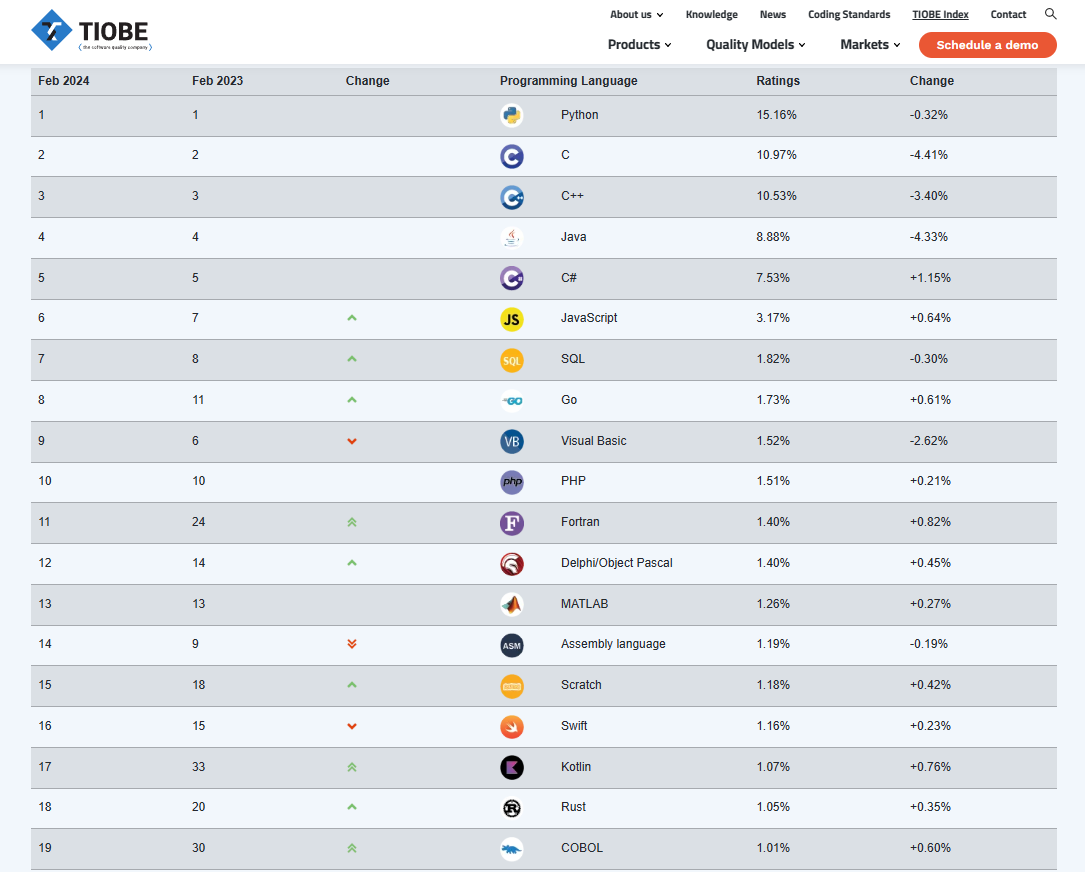 About us Knowledge News Coding Standards TIOBE Index Contact
TIOBE
(the software quality company)
Products Quality Models Markets Schedule a demo
Feb 2024 Feb 2023 Change Programming Language Ratings Change
1 1 Python 15.16% -0.32%
2 2 C 10.97% -4.41%
3 3 C++ 10.53% -3.40%
4 4 Java 8.88% -4.33%
5 5 C# 7.53% +1.15%
6 7 JS JavaScript 3.17% +0.64%
7 8 SQL SQL 1.82% -0.30%
8 11 GO Go 1.73% +0.61%
9 6 VB Visual Basic 1.52% -2.62%
10 10 php PHP 1.51% +0.21%
11 24 F Fortran 1.40% +0.82%
12 14 Delphi/Object Pascal 1.40% +0.45%
13 13 MATLAB 1.26% +0.27%
14 9 ASM Assembly language 1.19% -0.19%
15 18 Scratch 1.18% +0.42%
16 15 Swift 1.16% +0.23%
17 33 Kotlin 1.07% +0.76%
18 20 R Rust 1.05% +0.35%
19 30 COBOL 1.01% +0.60%